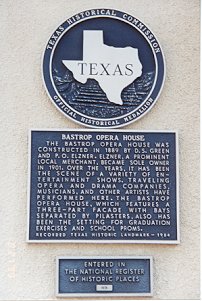 TEXAS HISTORICAL COMMISSION
TEXAS
OFFICIAL HISTORICAL MEDALLION
BASTROP OPERA HOUSE
THE BASTROP OPERA HOUSE WAS
CONSTRUCTED IN 1889 BY D.S. GREEN
AND P.O. ELZNER. ELZNER, A PROMINENT
LOCAL MERCHANT, BECAME SOLE OWNER
IN 1901. OVER THE YEARS, IT HAS BEEN
THE SCENE OF A VARIETY OF EN-
TERTAINMENT SHOWS. TRAVELING
OPERA AND DRAMA COMPANIES,
MUSICIANS, AND OTHER ARTISTS HAVE
PERFORMED HERE. THE BASTROP
OPERA HOUSE, WHICH FEATURES A
THREE-PART FACADE WITH BAYS
SEPARATED BY PILASTERS, ALSO HAS
BEEN THE SETTING FOR GRADUATION
EXERCISES AND SCHOOL PROMS.
RECORDED TEXAS HISTORIC LANDMARK - 1984
ENTERED IN
THE NATIONAL REGISTER
OF HISTORIC PLACES